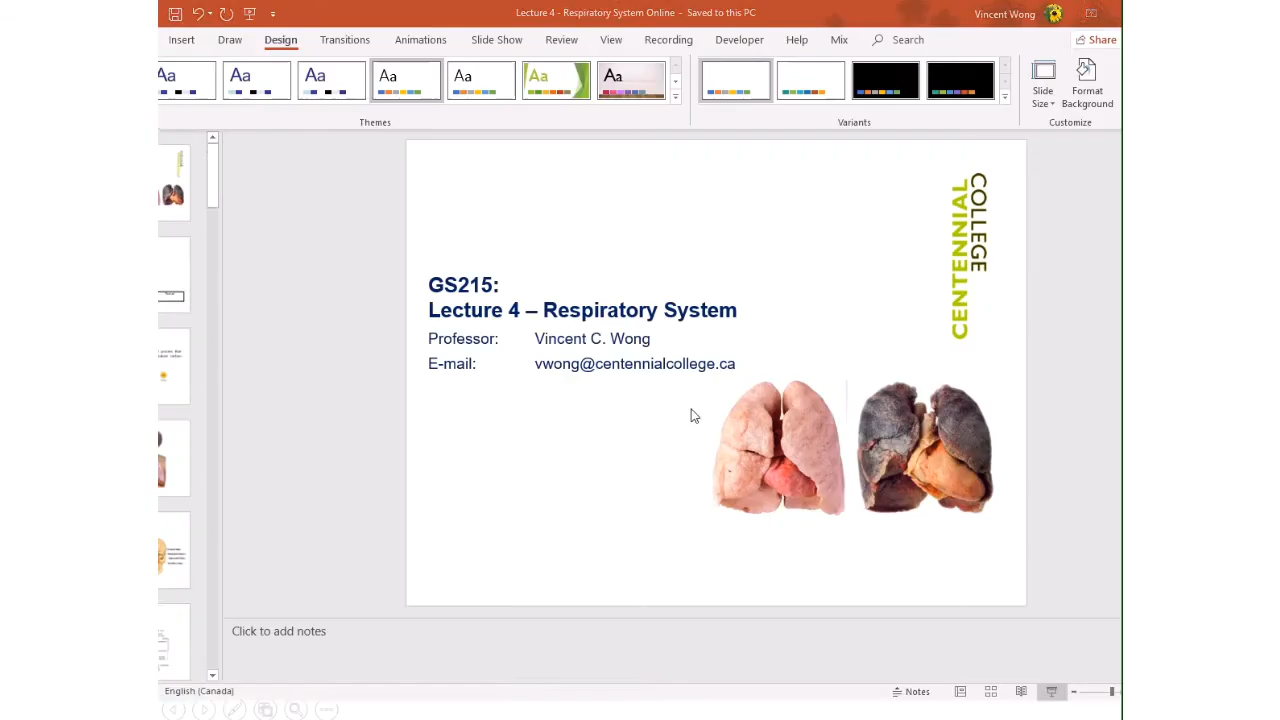 Lecture 4 - Respiratory System Online – Saved to this PC
Vincent Wong
Insert Draw Design Transitions Animations Slide Show Review View Recording Developer Help Mix Search
Share
Aa Aa Aa Aa Aa Aa Aa
Slide Size
Format Background
Themes
Variants
Customize
CENTENNIAL
COLLEGE
GS215:
Lecture 4 – Respiratory System
Professor: Vincent C. Wong
E-mail: vwong@centennialcollege.ca
Click to add notes
English (Canada)
Notes